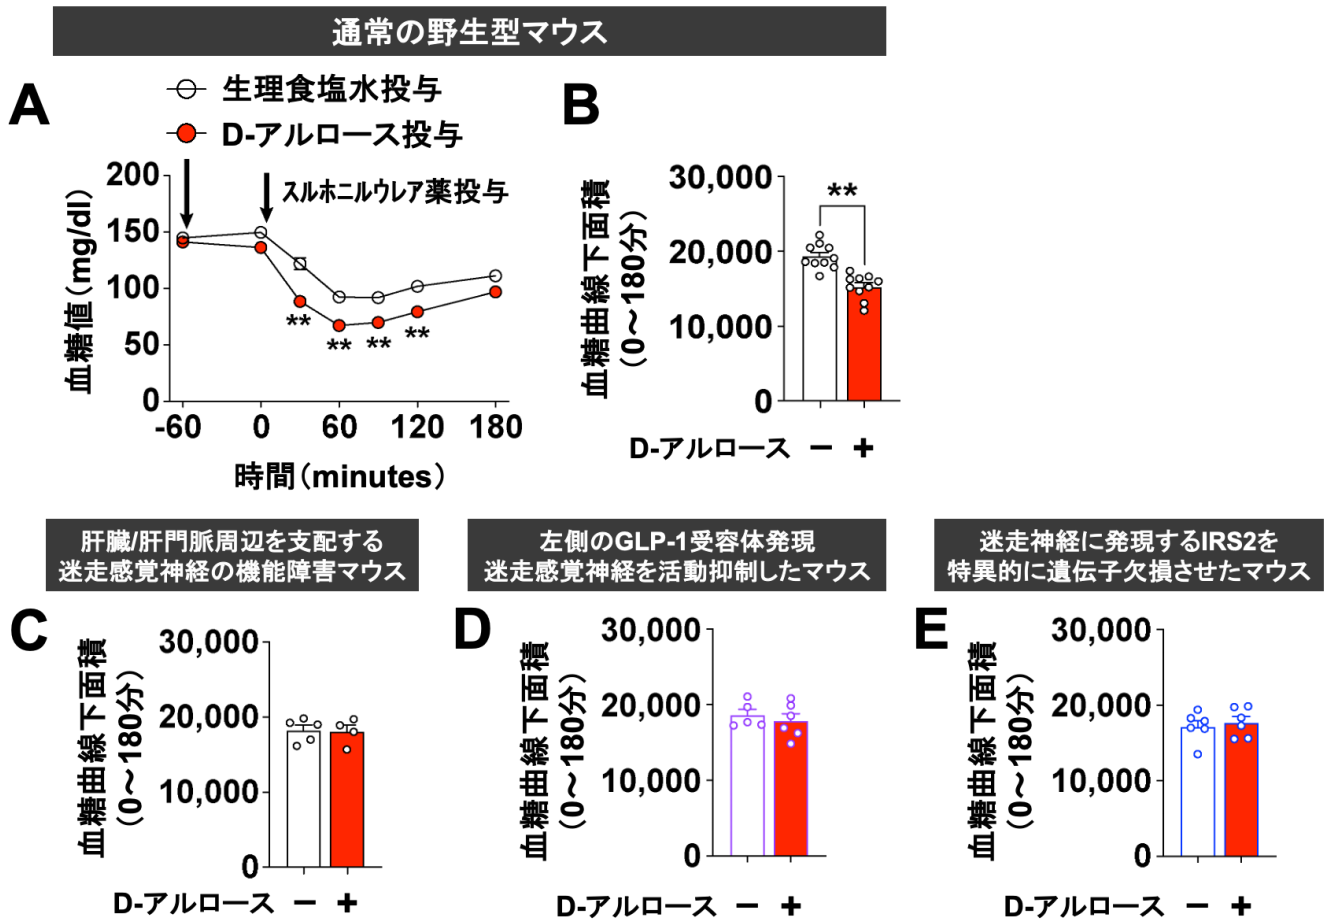 通常の野生型マウス
A
生理食塩水投与
D-アルロース投与
スルホニルウレア薬投与
血糖値（mg/dl）
200
150
100
50
0
** ** ** **
-60 0 60 120 180
時間（minutes）
B
血糖曲線下面積
（0～180分）
30,000
20,000
10,000
0
**
D-アルロース − +
肝臓/肝門脈周辺を支配する
迷走感覚神経の機能障害マウス
C
血糖曲線下面積
（0～180分）
30,000
20,000
10,000
0
D-アルロース − +
左側のGLP-1受容体発現
迷走感覚神経を活動抑制したマウス
D
血糖曲線下面積
（0～180分）
30,000
20,000
10,000
0
D-アルロース − +
迷走神経に発現するIRS2を
特異的に遺伝子欠損させたマウス
E
血糖曲線下面積
（0～180分）
30,000
20,000
10,000
0
D-アルロース − +